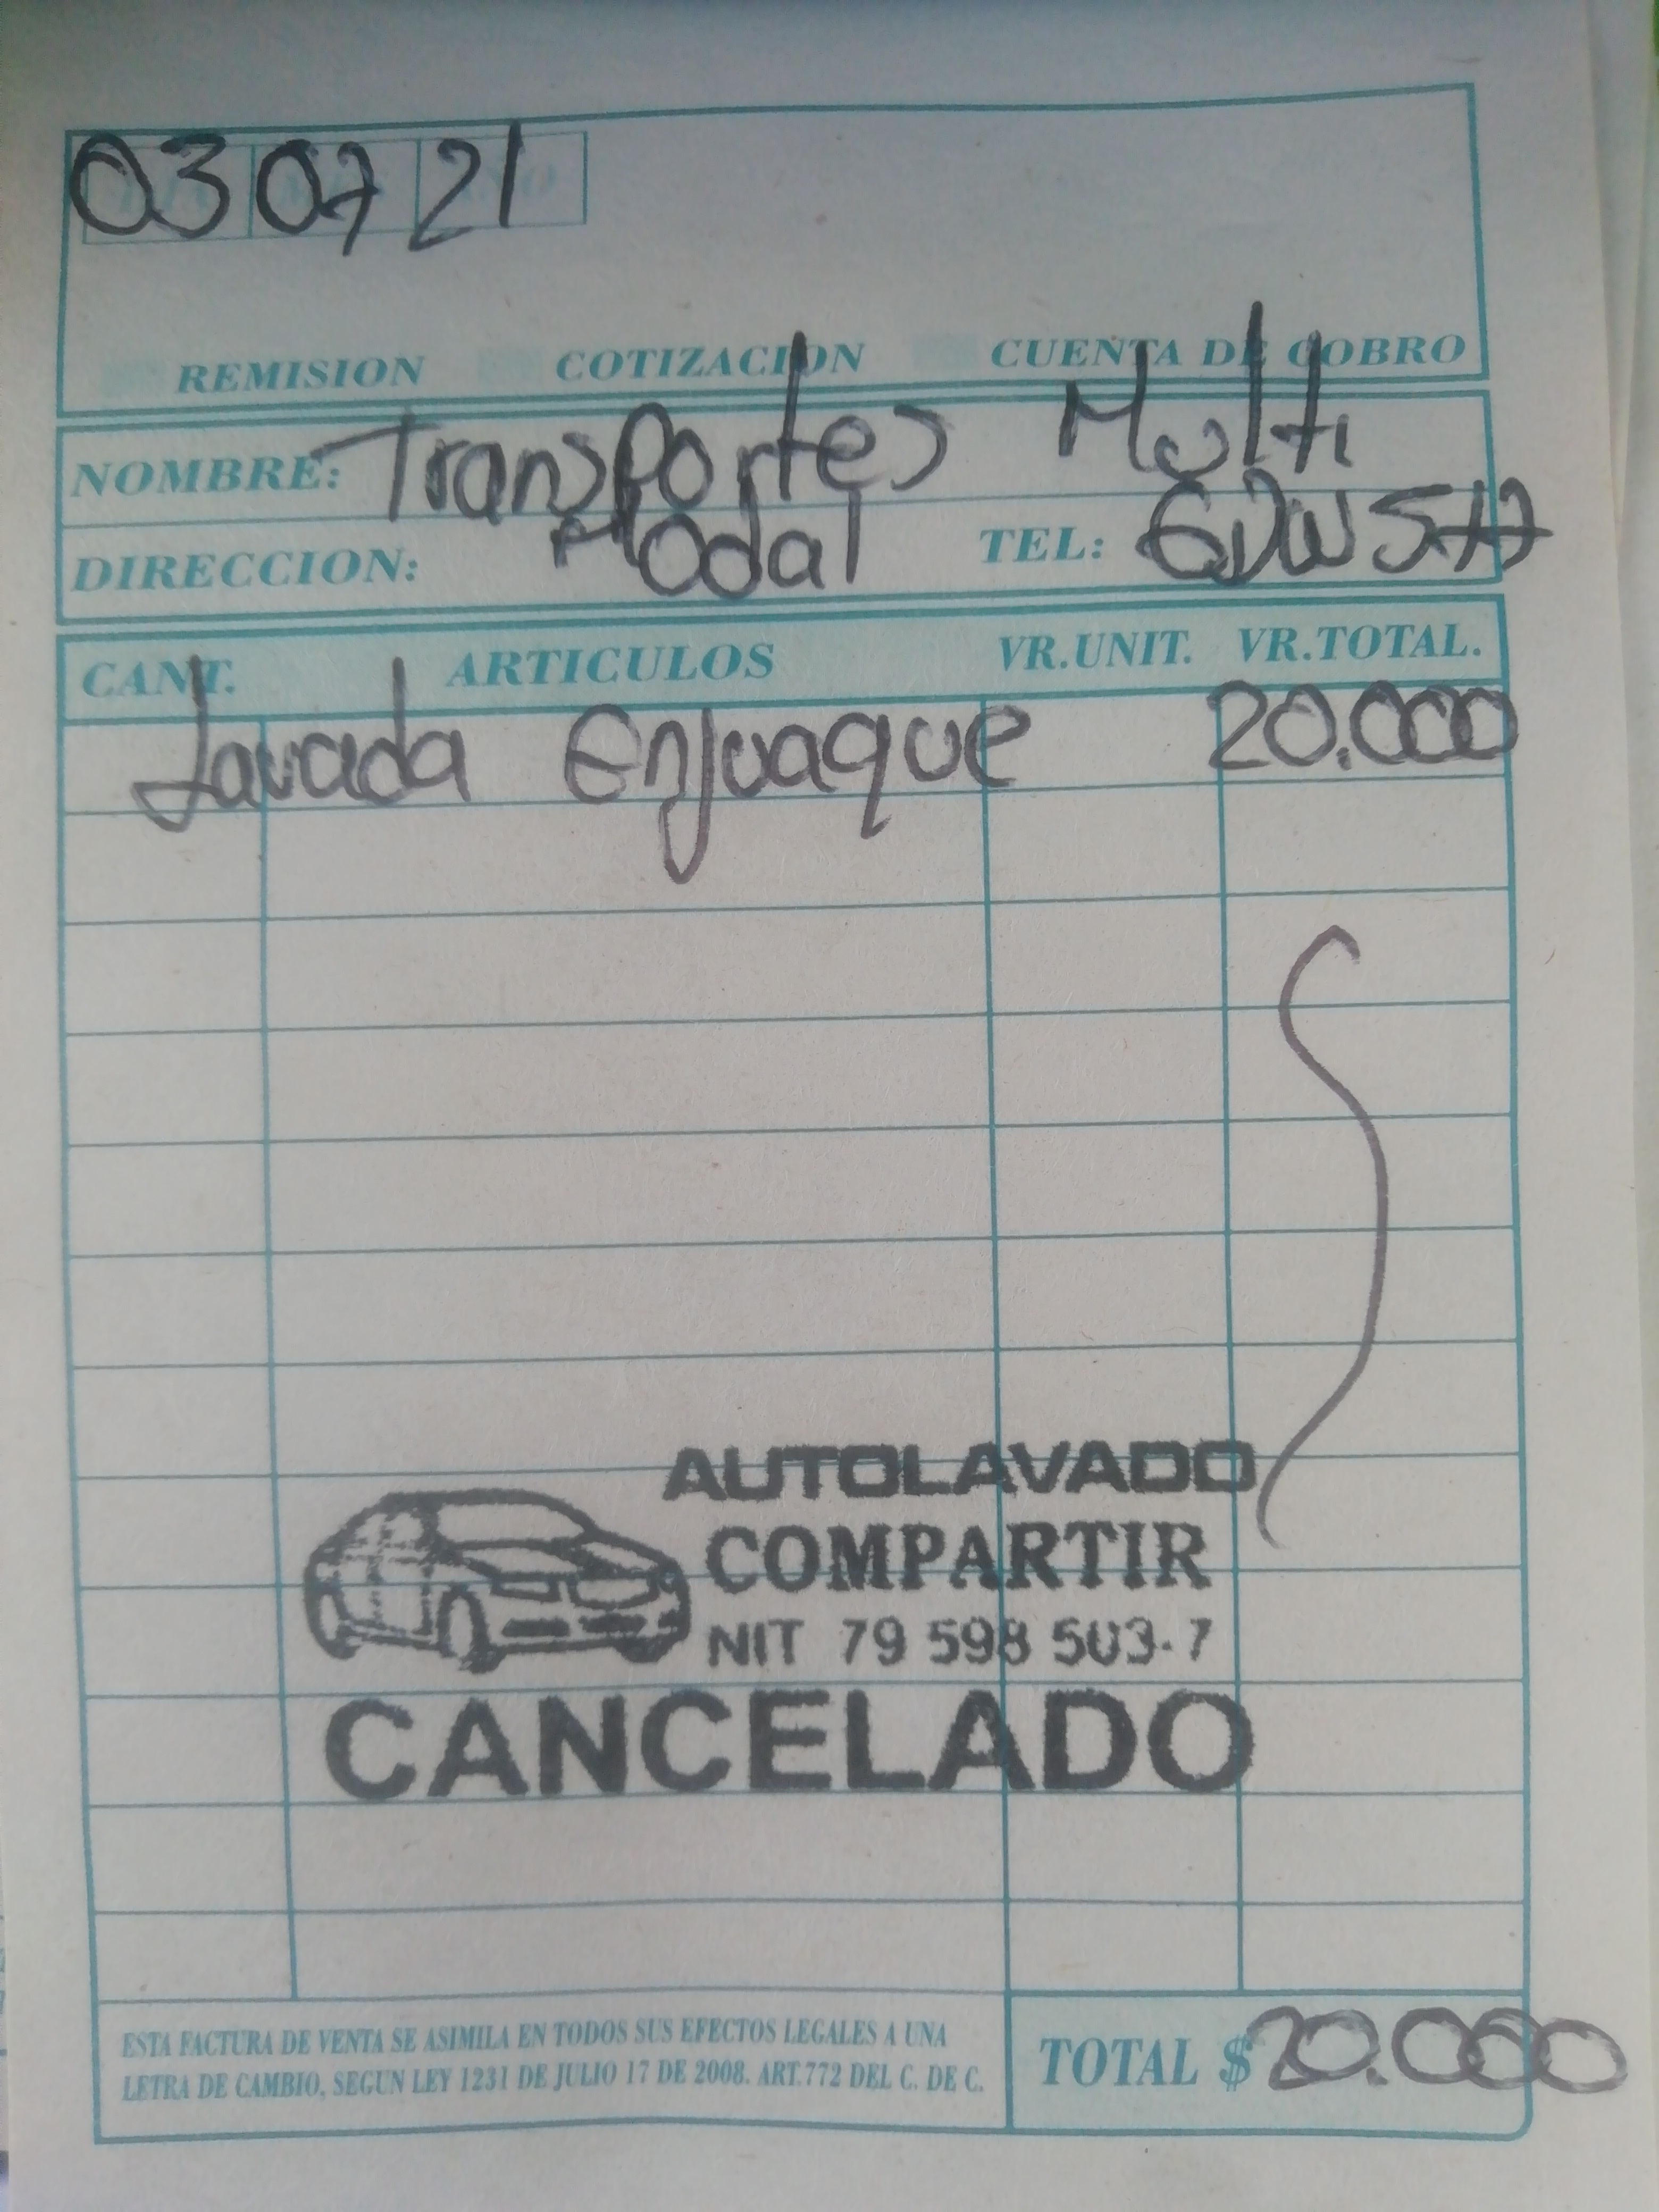 03 07 21
REMISION COTIZACION CUENTA DE COBRO
NOMBRE: Transportes Multi
DIRECCION: Modal TEL:
CANT. ARTICULOS VR.UNIT. VR.TOTAL.
Lavada Enjuaque 20.000
AUTOLAVADO
COMPARTIR
NIT 79 598 503-7
CANCELADO
ESTA FACTURA DE VENTA SE ASIMILA EN TODOS SUS EFECTOS LEGALES A UNA
LETRA DE CAMBIO, SEGUN LEY 1231 DE JULIO 17 DE 2008. ART.772 DEL C. DE C.
TOTAL $ 20.000